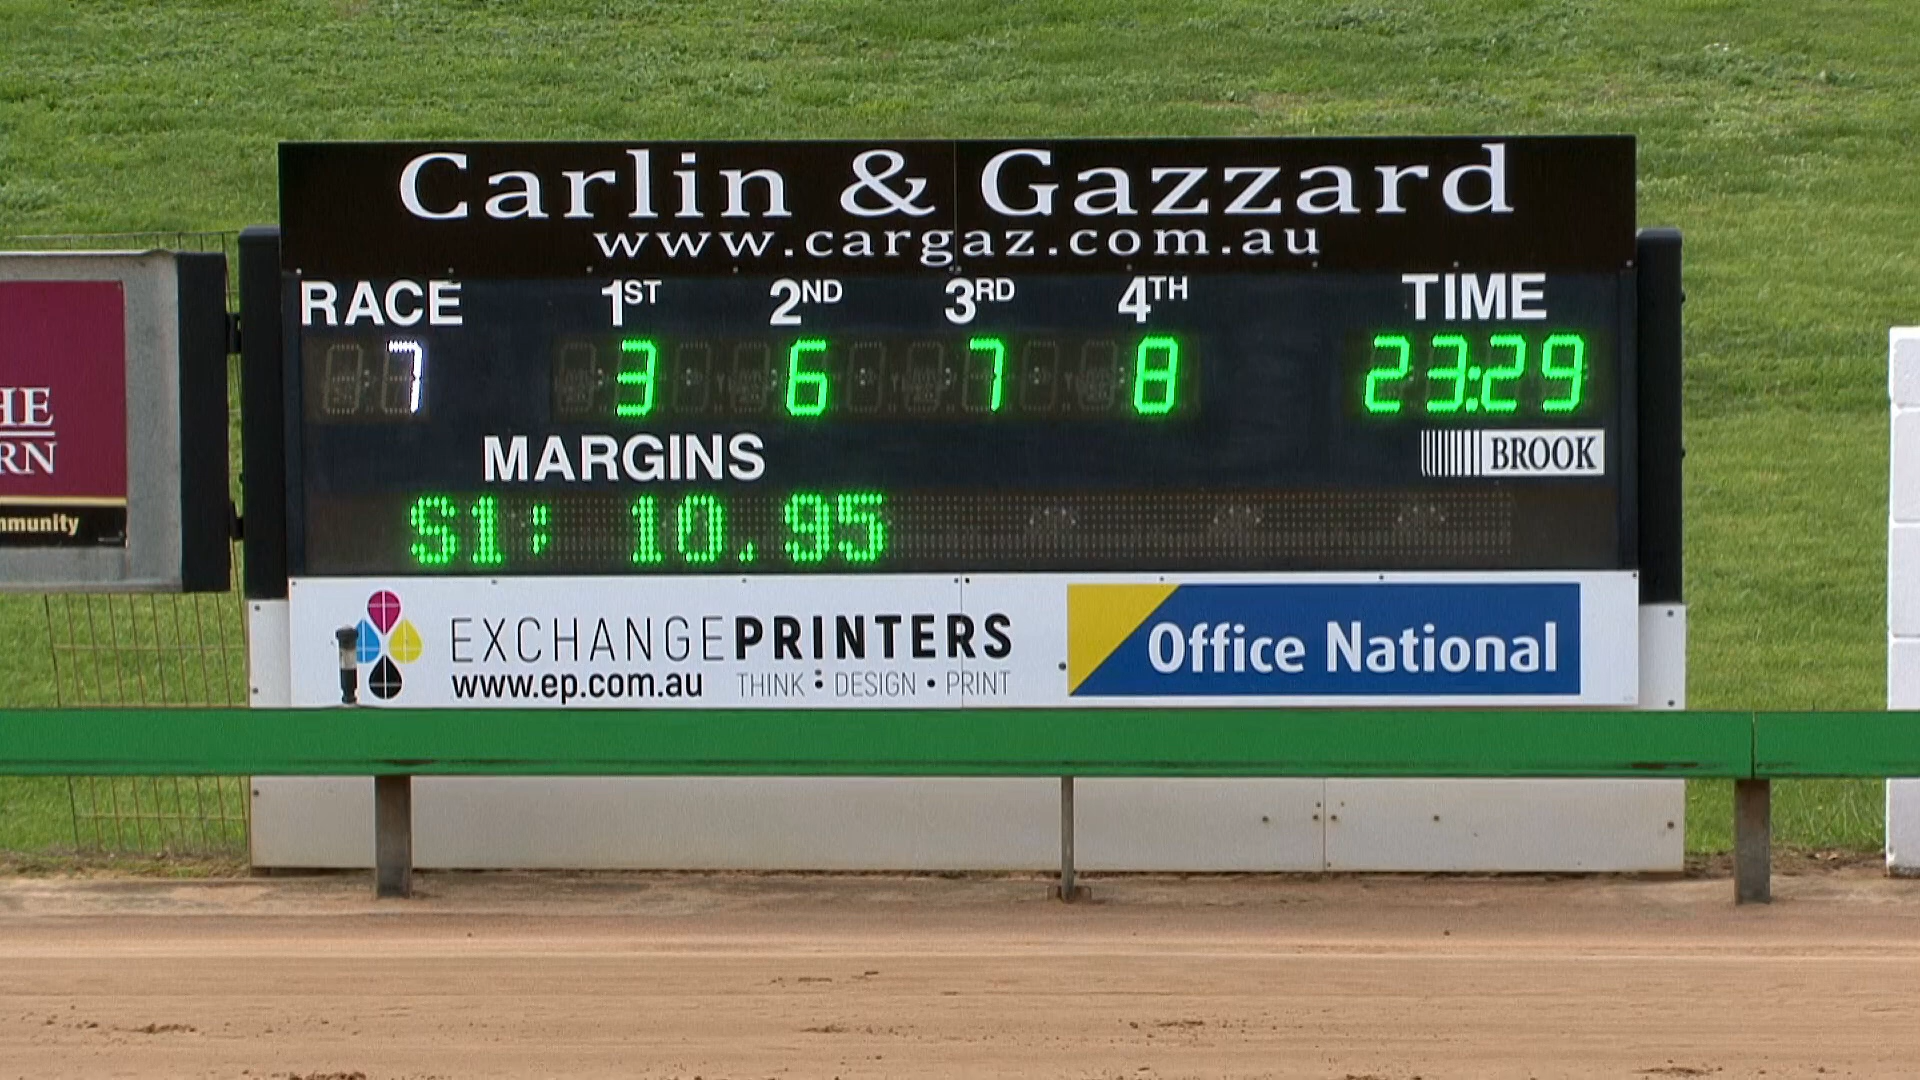 Carlin & Gazzard
www.cargaz.com.au
RACE 1ST 2ND 3RD 4TH TIME
7 3 6 7 8 23:29
MARGINS
BROOK
S1: 10.95
HE
RN
mmunity
EXCHANGEPRINTERS
www.ep.com.au THINK : DESIGN • PRINT
Office National